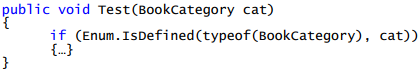 public void Test(BookCategory cat)
{
if (Enum.IsDefined(typeof(BookCategory), cat))
{…}
}